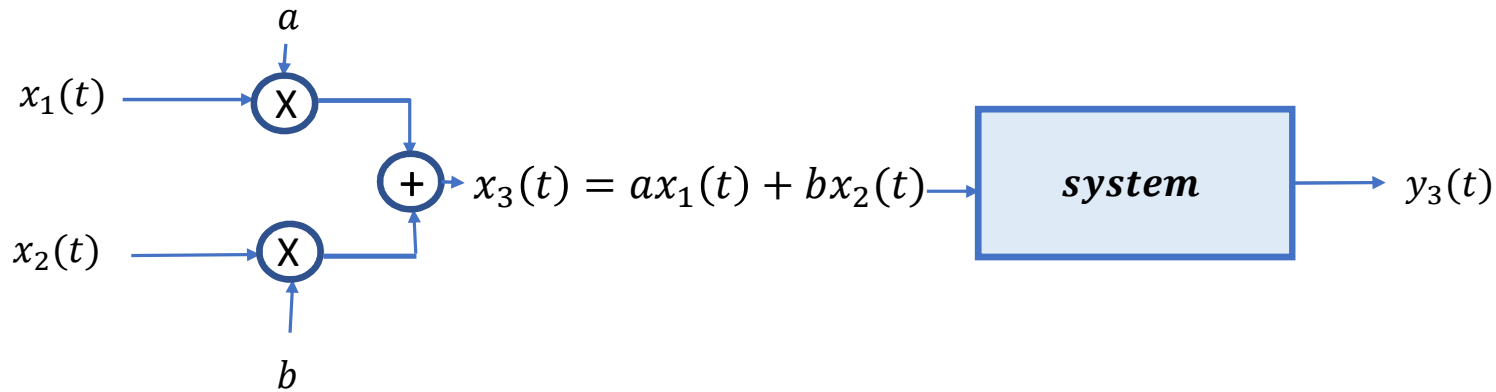 a
x₁(t)
X
+
x₃(t) = ax₁(t) + bx₂(t)
system
y₃(t)
x₂(t)
X
b